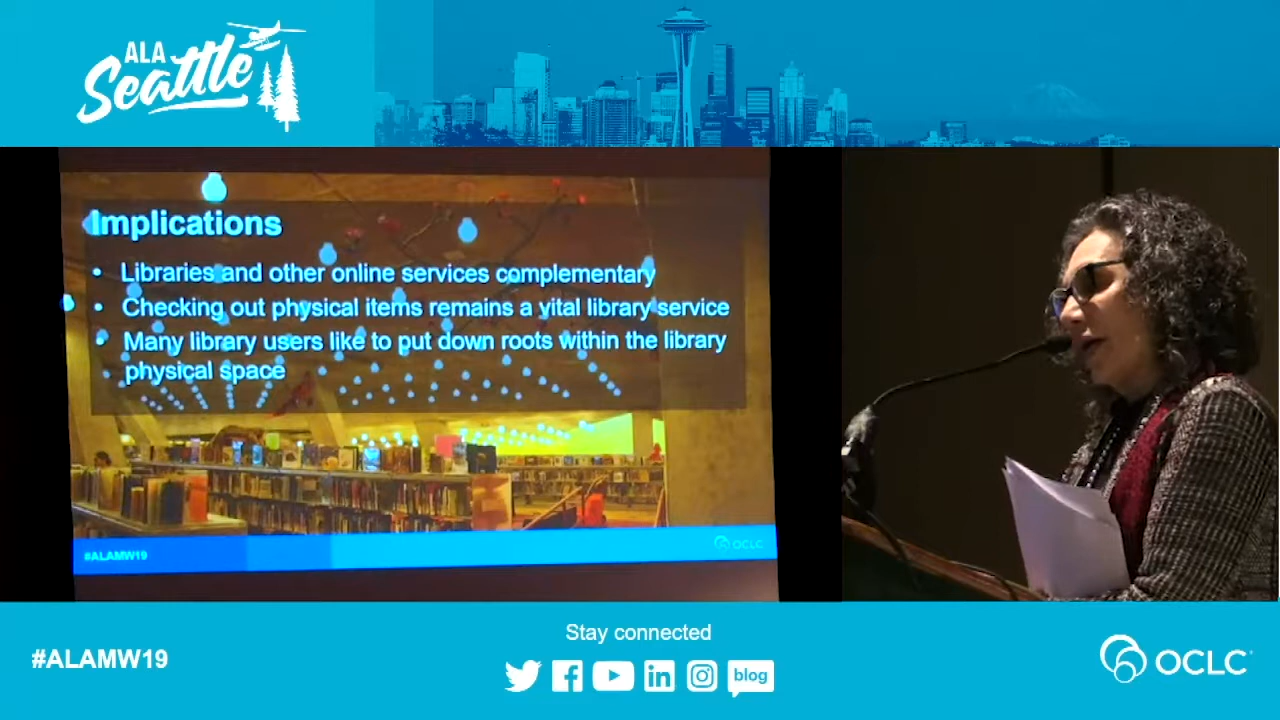 ALA
Seattle
Implications
• Libraries and other online services complementary
• Checking out physical items remains a vital library service
• Many library users like to put down roots within the library
physical space
#ALAMW19
OCLC
Stay connected
#ALAMW19
blog
OCLC